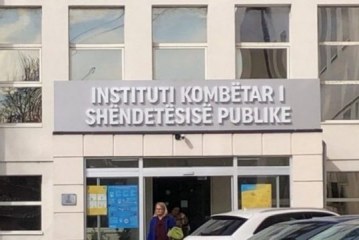 INSTITUTI KOMBËTAR I
SHËNDETËSISË PUBLIKE